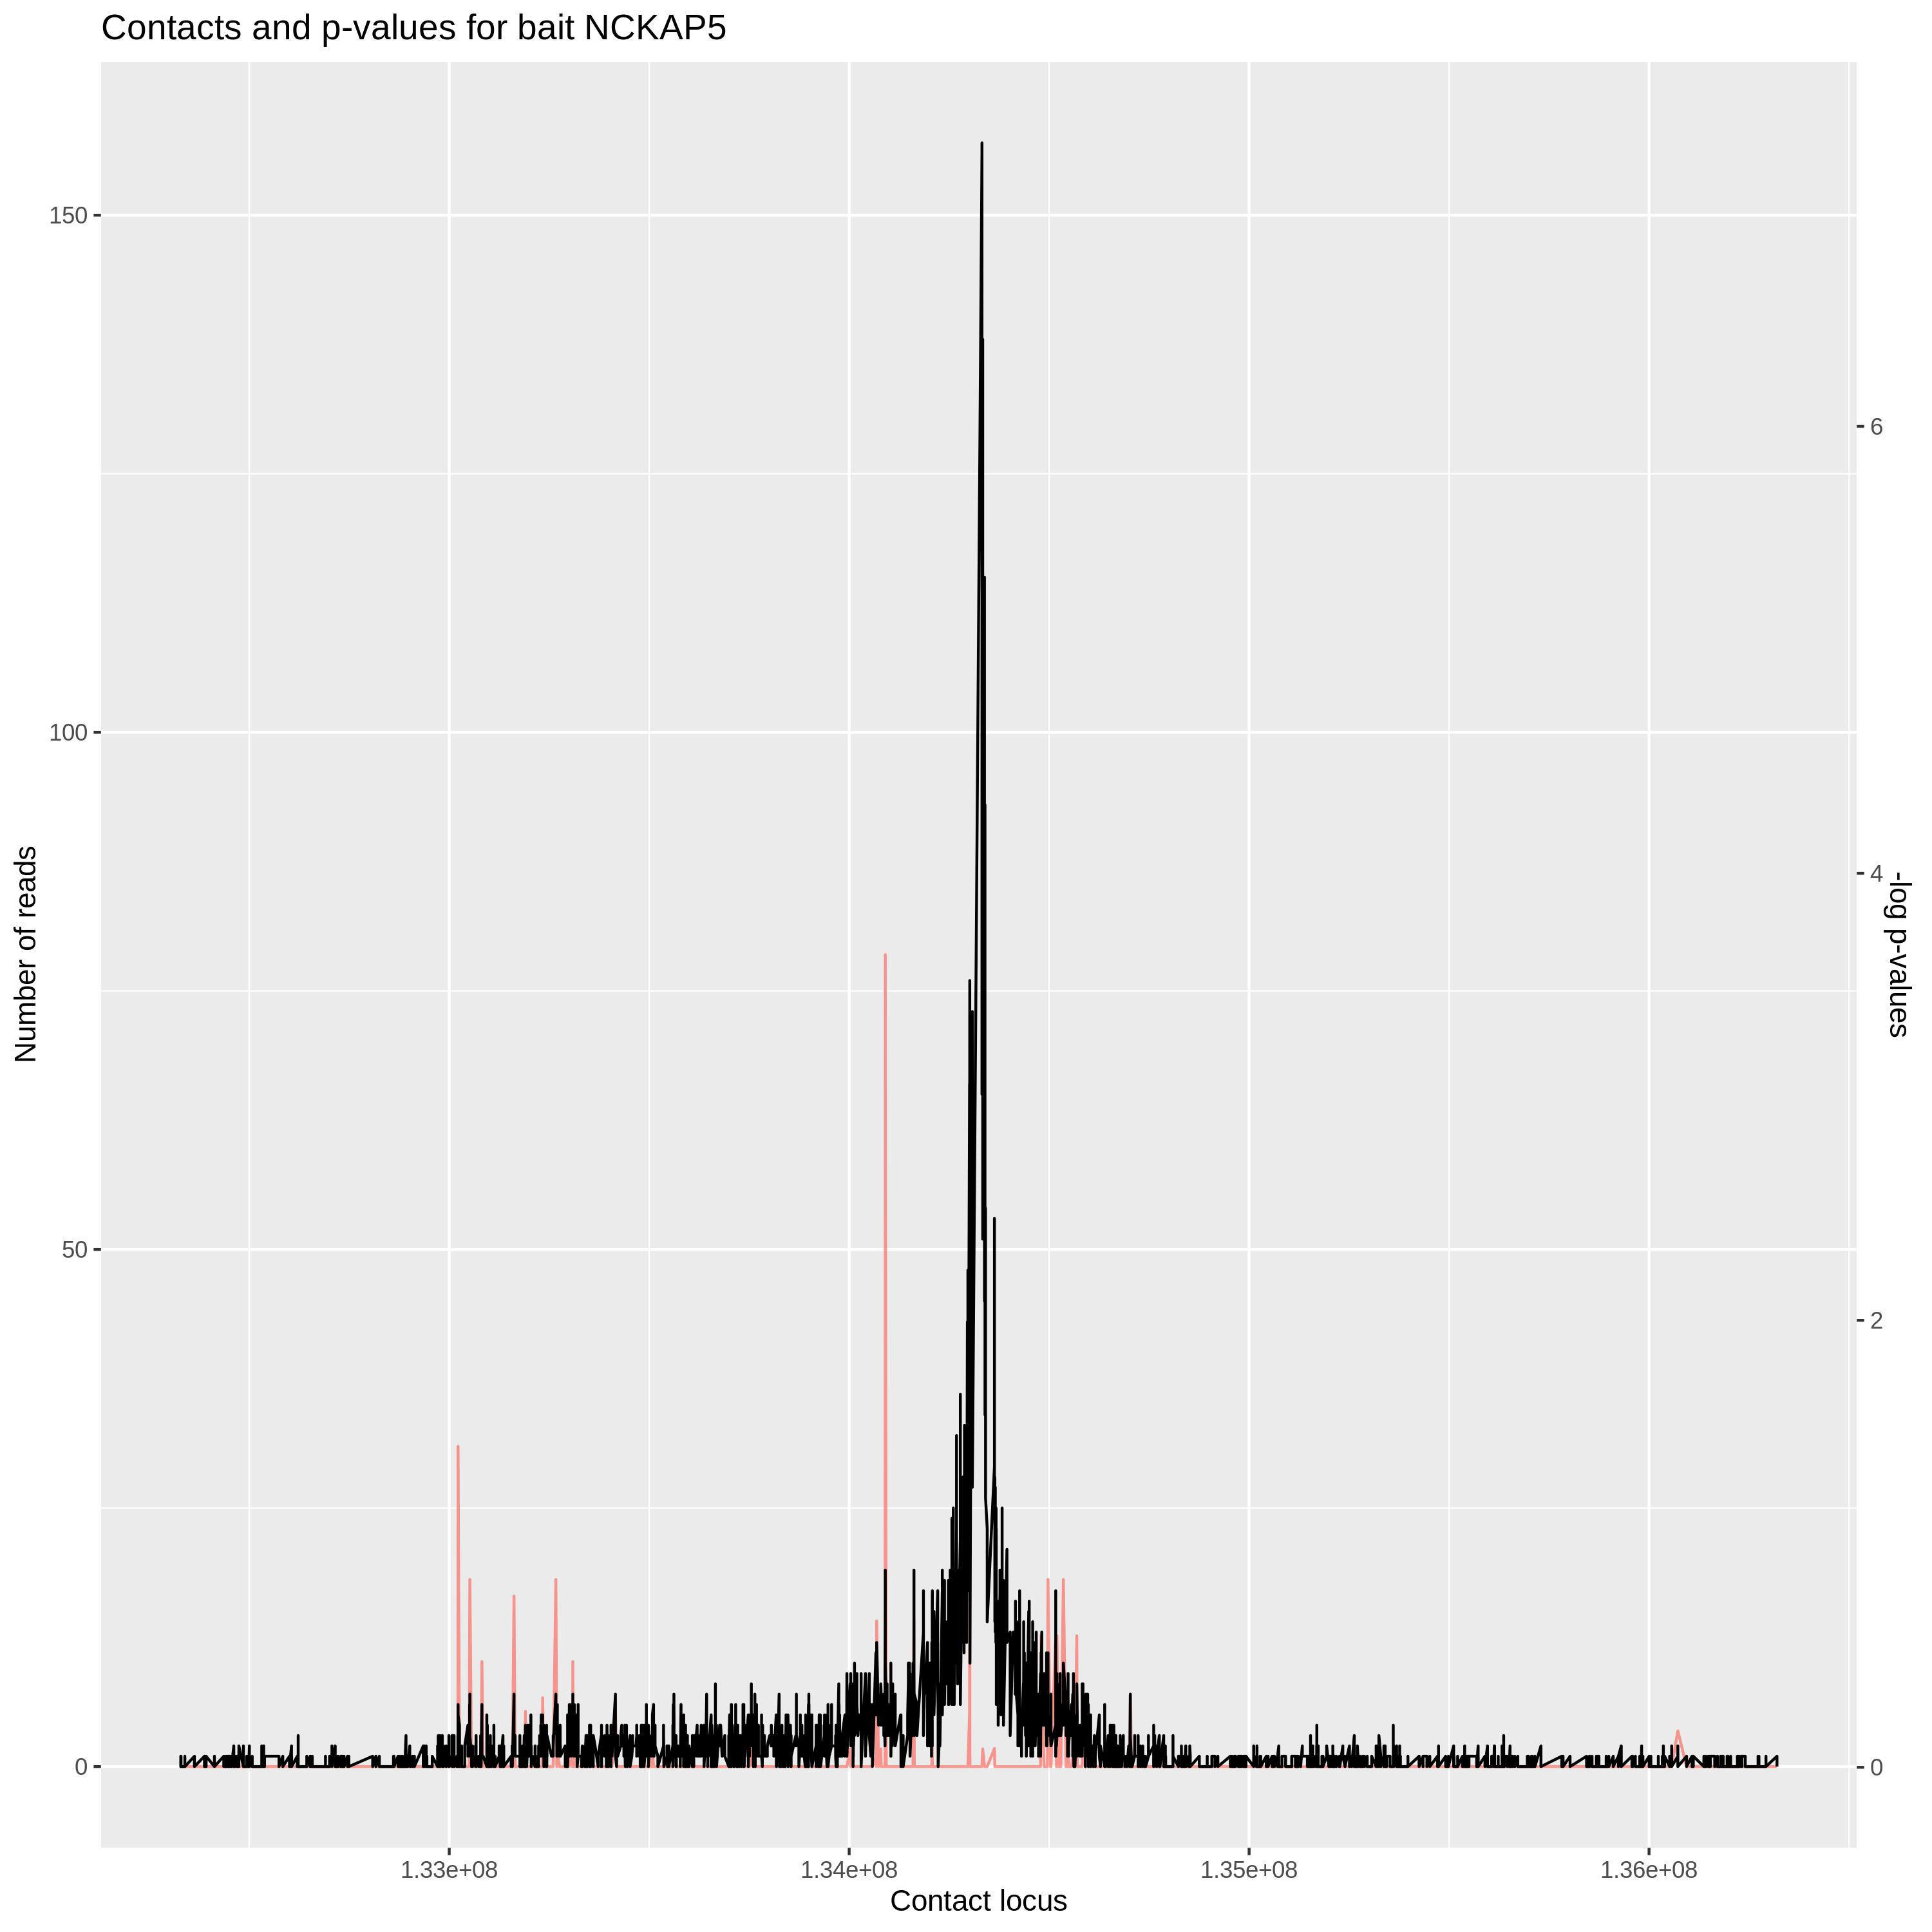 Contacts and p-values for bait NCKAP5
150
100
50
0
Number of reads
6
4
2
0
-log p-values
1.33e+08
1.34e+08
1.35e+08
1.36e+08
Contact locus